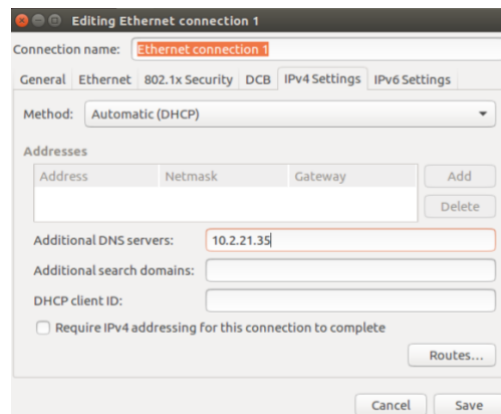 Editing Ethernet connection 1
Connection name: Ethernet connection 1
General Ethernet 802.1x Security DCB IPv4 Settings IPv6 Settings
Method: Automatic (DHCP)
Addresses
Address Netmask Gateway Add
Delete
Additional DNS servers: 10.2.21.35
Additional search domains:
DHCP client ID:
Require IPv4 addressing for this connection to complete
Routes...
Cancel Save